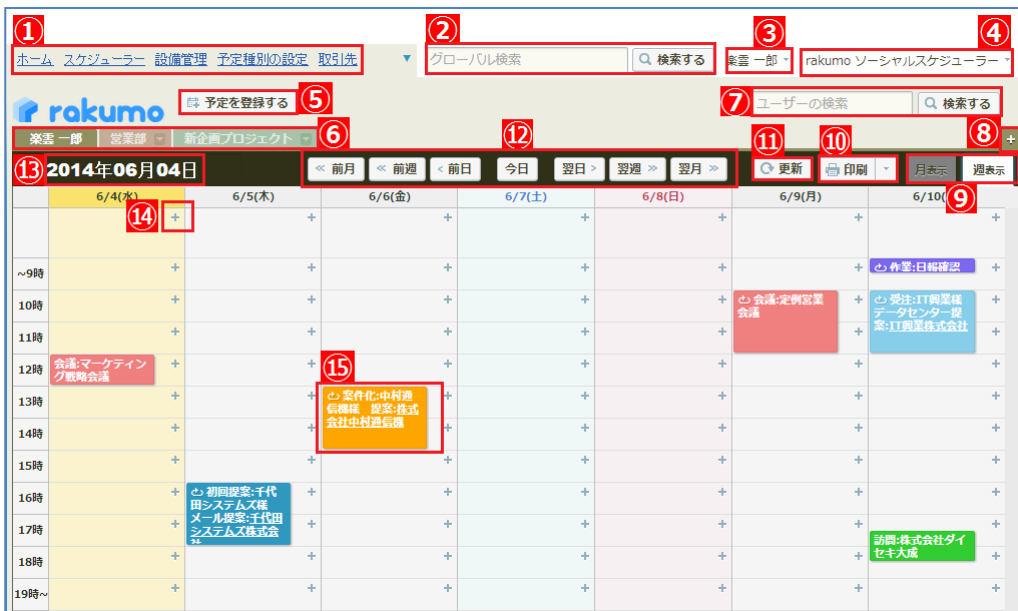 ① ② ③ ④
ホーム スケジューラー 設備管理 予定種別の設定 取引先 ▼ グローバル検索 検索する 楽雲 一郎 rakumo ソーシャルスケジューラー
rakumo 予定を登録する ⑤ ⑦ ユーザーの検索 検索する
楽雲 一郎 営業部 新企画プロジェクト ⑥ ⑫ ⑪ ⑩ ⑧ +
⑬ 2014年06月04日 ≪ 前月 ≪ 前週 < 前日 今日 翌日 > 翌週 ≫ 翌月 ≫ 更新 印刷 月表示 週表示
6/4(水) 6/5(木) 6/6(金) 6/7(土) 6/8(日) 6/9(月) 6/10( ⑨
⑭ + + + + + + +
~9時 + + + + + + 作業:日報確認 +
10時 + + + + + 会議:定例営業 + 受注:IT興業様 +
会議 データセンター提
11時 + + + + + + 案:IT興業株式会社 +
12時 会議:マーケティン + + + + + + +
グ戦略会議
⑮
13時 + + 案件化:中村通 + + + + +
信機様 提案:株式
会社中村通信機
14時 + + + + + + +
15時 + + + + + + +
16時 + 初回提案:千代 + + + + + +
田システムズ様
メール提案:千代田
17時 + システムズ株式会 + + + + + +
訪問:株式会社ダイ
18時 + + + + + + セキ大成 +
19時~ + + + + + + +